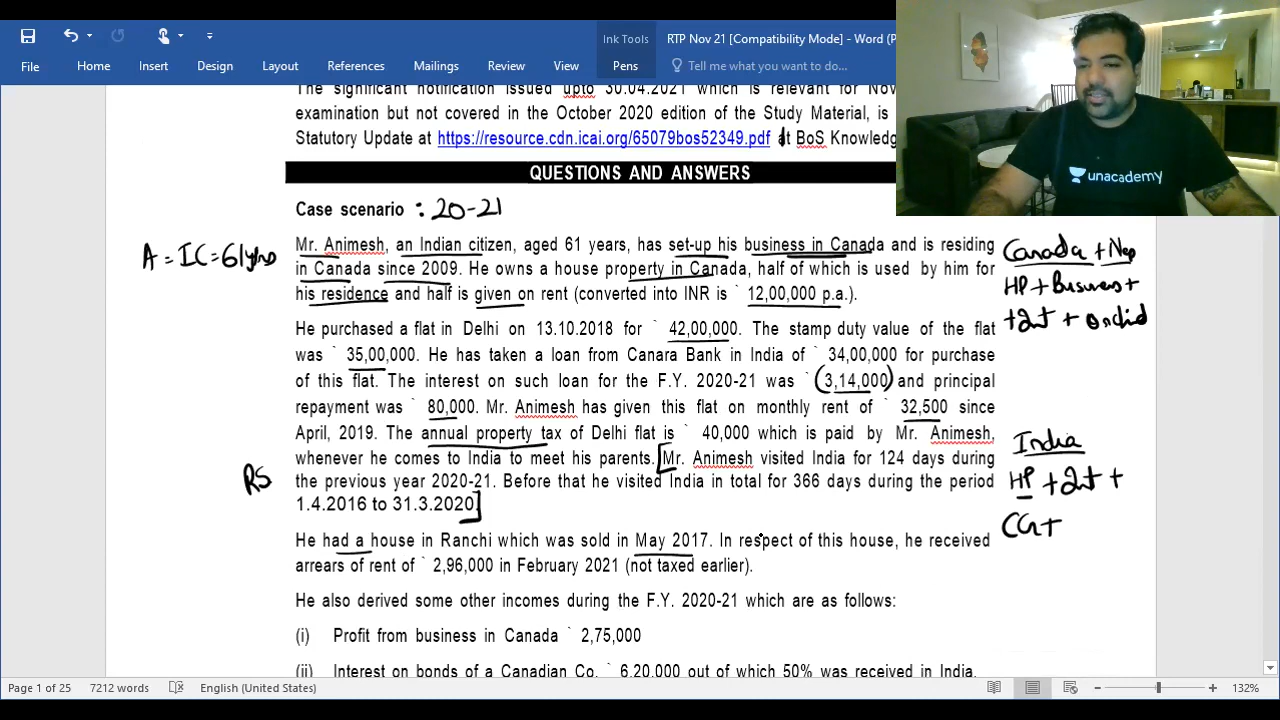 Ink Tools
RTP Nov 21 [Compatibility Mode] - Word (P
File Home Insert Design Layout References Mailings Review View Pens Tell me what you want to do...
The significant notification issued upto 30.04.2021 which is relevant for Nov
examination but not covered in the October 2020 edition of the Study Material, is
Statutory Update at https://resource.cdn.icai.org/65079bos52349.pdf at BoS Knowledg
unacademy
QUESTIONS AND ANSWERS
Case scenario : 20-21
Mr. Animesh, an Indian citizen, aged 61 years, has set-up his business in Canada and is residing
in Canada since 2009. He owns a house property in Canada, half of which is used by him for
his residence and half is given on rent (converted into INR is ` 12,00,000 p.a.).
A = IC = 61yrs
Canada + Nep
HP + Business +
+ Int + Orchid
He purchased a flat in Delhi on 13.10.2018 for ` 42,00,000. The stamp duty value of the flat
was ` 35,00,000. He has taken a loan from Canara Bank in India of ` 34,00,000 for purchase
of this flat. The interest on such loan for the F.Y. 2020-21 was ` (3,14,000) and principal
repayment was ` 80,000. Mr. Animesh has given this flat on monthly rent of ` 32,500 since
April, 2019. The annual property tax of Delhi flat is ` 40,000 which is paid by Mr. Animesh,
whenever he comes to India to meet his parents. [Mr. Animesh visited India for 124 days during
the previous year 2020-21. Before that he visited India in total for 366 days during the period
1.4.2016 to 31.3.2020]
RS
India
HP + Int +
CG +
He had a house in Ranchi which was sold in May 2017. In respect of this house, he received
arrears of rent of ` 2,96,000 in February 2021 (not taxed earlier).
He also derived some other incomes during the F.Y. 2020-21 which are as follows:
(i) Profit from business in Canada ` 2,75,000
(ii) Interest on bonds of a Canadian Co. ` 6,20,000 out of which 50% was received in India.
Page 1 of 25 7212 words English (United States) 132%